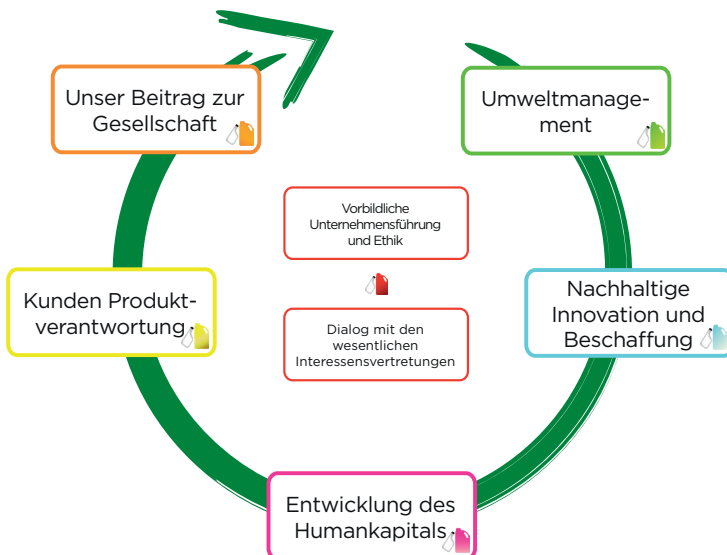 Unser Beitrag zur
Gesellschaft
Umweltmanage-
ment
Vorbildliche
Unternehmensführung
und Ethik
Kunden Produkt-
verantwortung
Nachhaltige
Innovation und
Beschaffung
Dialog mit den
wesentlichen
Interessensvertretungen
Entwicklung des
Humankapitals